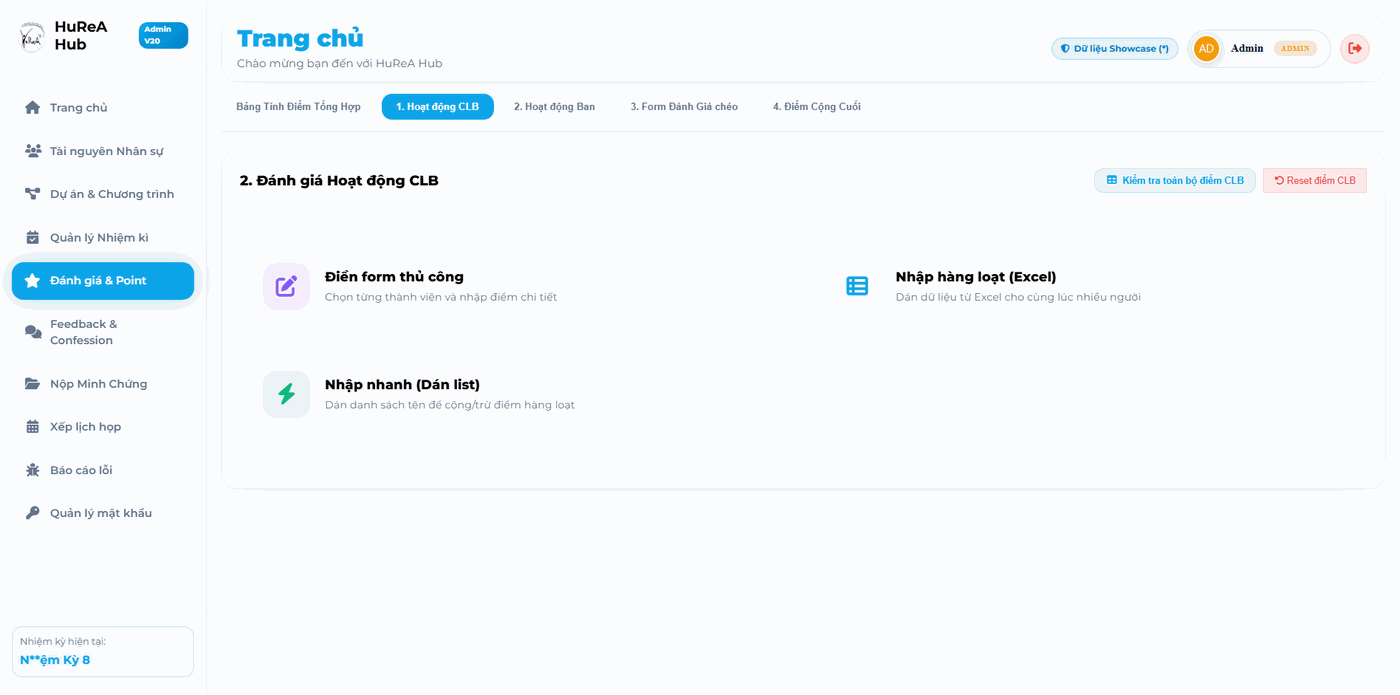 HuReA
Hub
Admin
V20
Trang chủ
Tài nguyên Nhân sự
Dự án & Chương trình
Quản lý Nhiệm kì
Đánh giá & Point
Feedback &
Confession
Nộp Minh Chứng
Xếp lịch họp
Báo cáo lỗi
Quản lý mật khẩu
Nhiệm kỳ hiện tại:
N**ệm Kỳ 8
Trang chủ
Chào mừng bạn đến với HuReA Hub
Dữ liệu Showcase (*)
AD
Admin
ADMIN
Bảng Tính Điểm Tổng Hợp
1. Hoạt động CLB
2. Hoạt động Ban
3. Form Đánh Giá chéo
4. Điểm Cộng Cuối
2. Đánh giá Hoạt động CLB
Kiểm tra toàn bộ điểm CLB
Reset điểm CLB
Điền form thủ công
Chọn từng thành viên và nhập điểm chi tiết
Nhập hàng loạt (Excel)
Dán dữ liệu từ Excel cho cùng lúc nhiều người
Nhập nhanh (Dán list)
Dán danh sách tên để cộng/trừ điểm hàng loạt